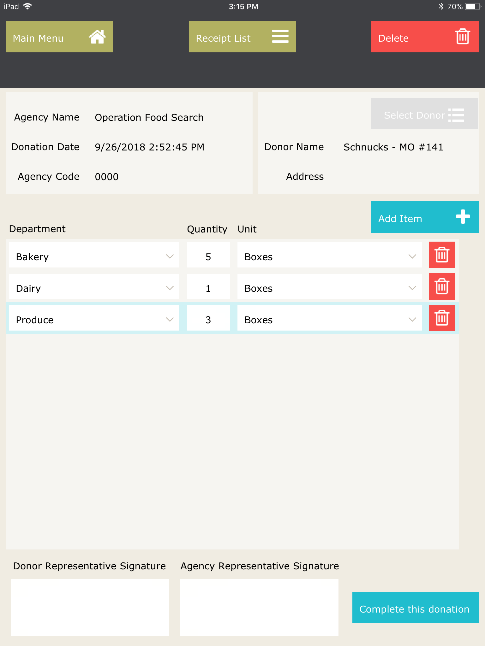 iPad 3:15 PM 70%
Main Menu Receipt List Delete
Select Donor
Agency Name Operation Food Search
Donation Date 9/26/2018 2:52:45 PM Donor Name Schnucks - MO #141
Agency Code 0000 Address
Add Item
Department Quantity Unit
Bakery 5 Boxes
Dairy 1 Boxes
Produce 3 Boxes
Donor Representative Signature Agency Representative Signature
Complete this donation